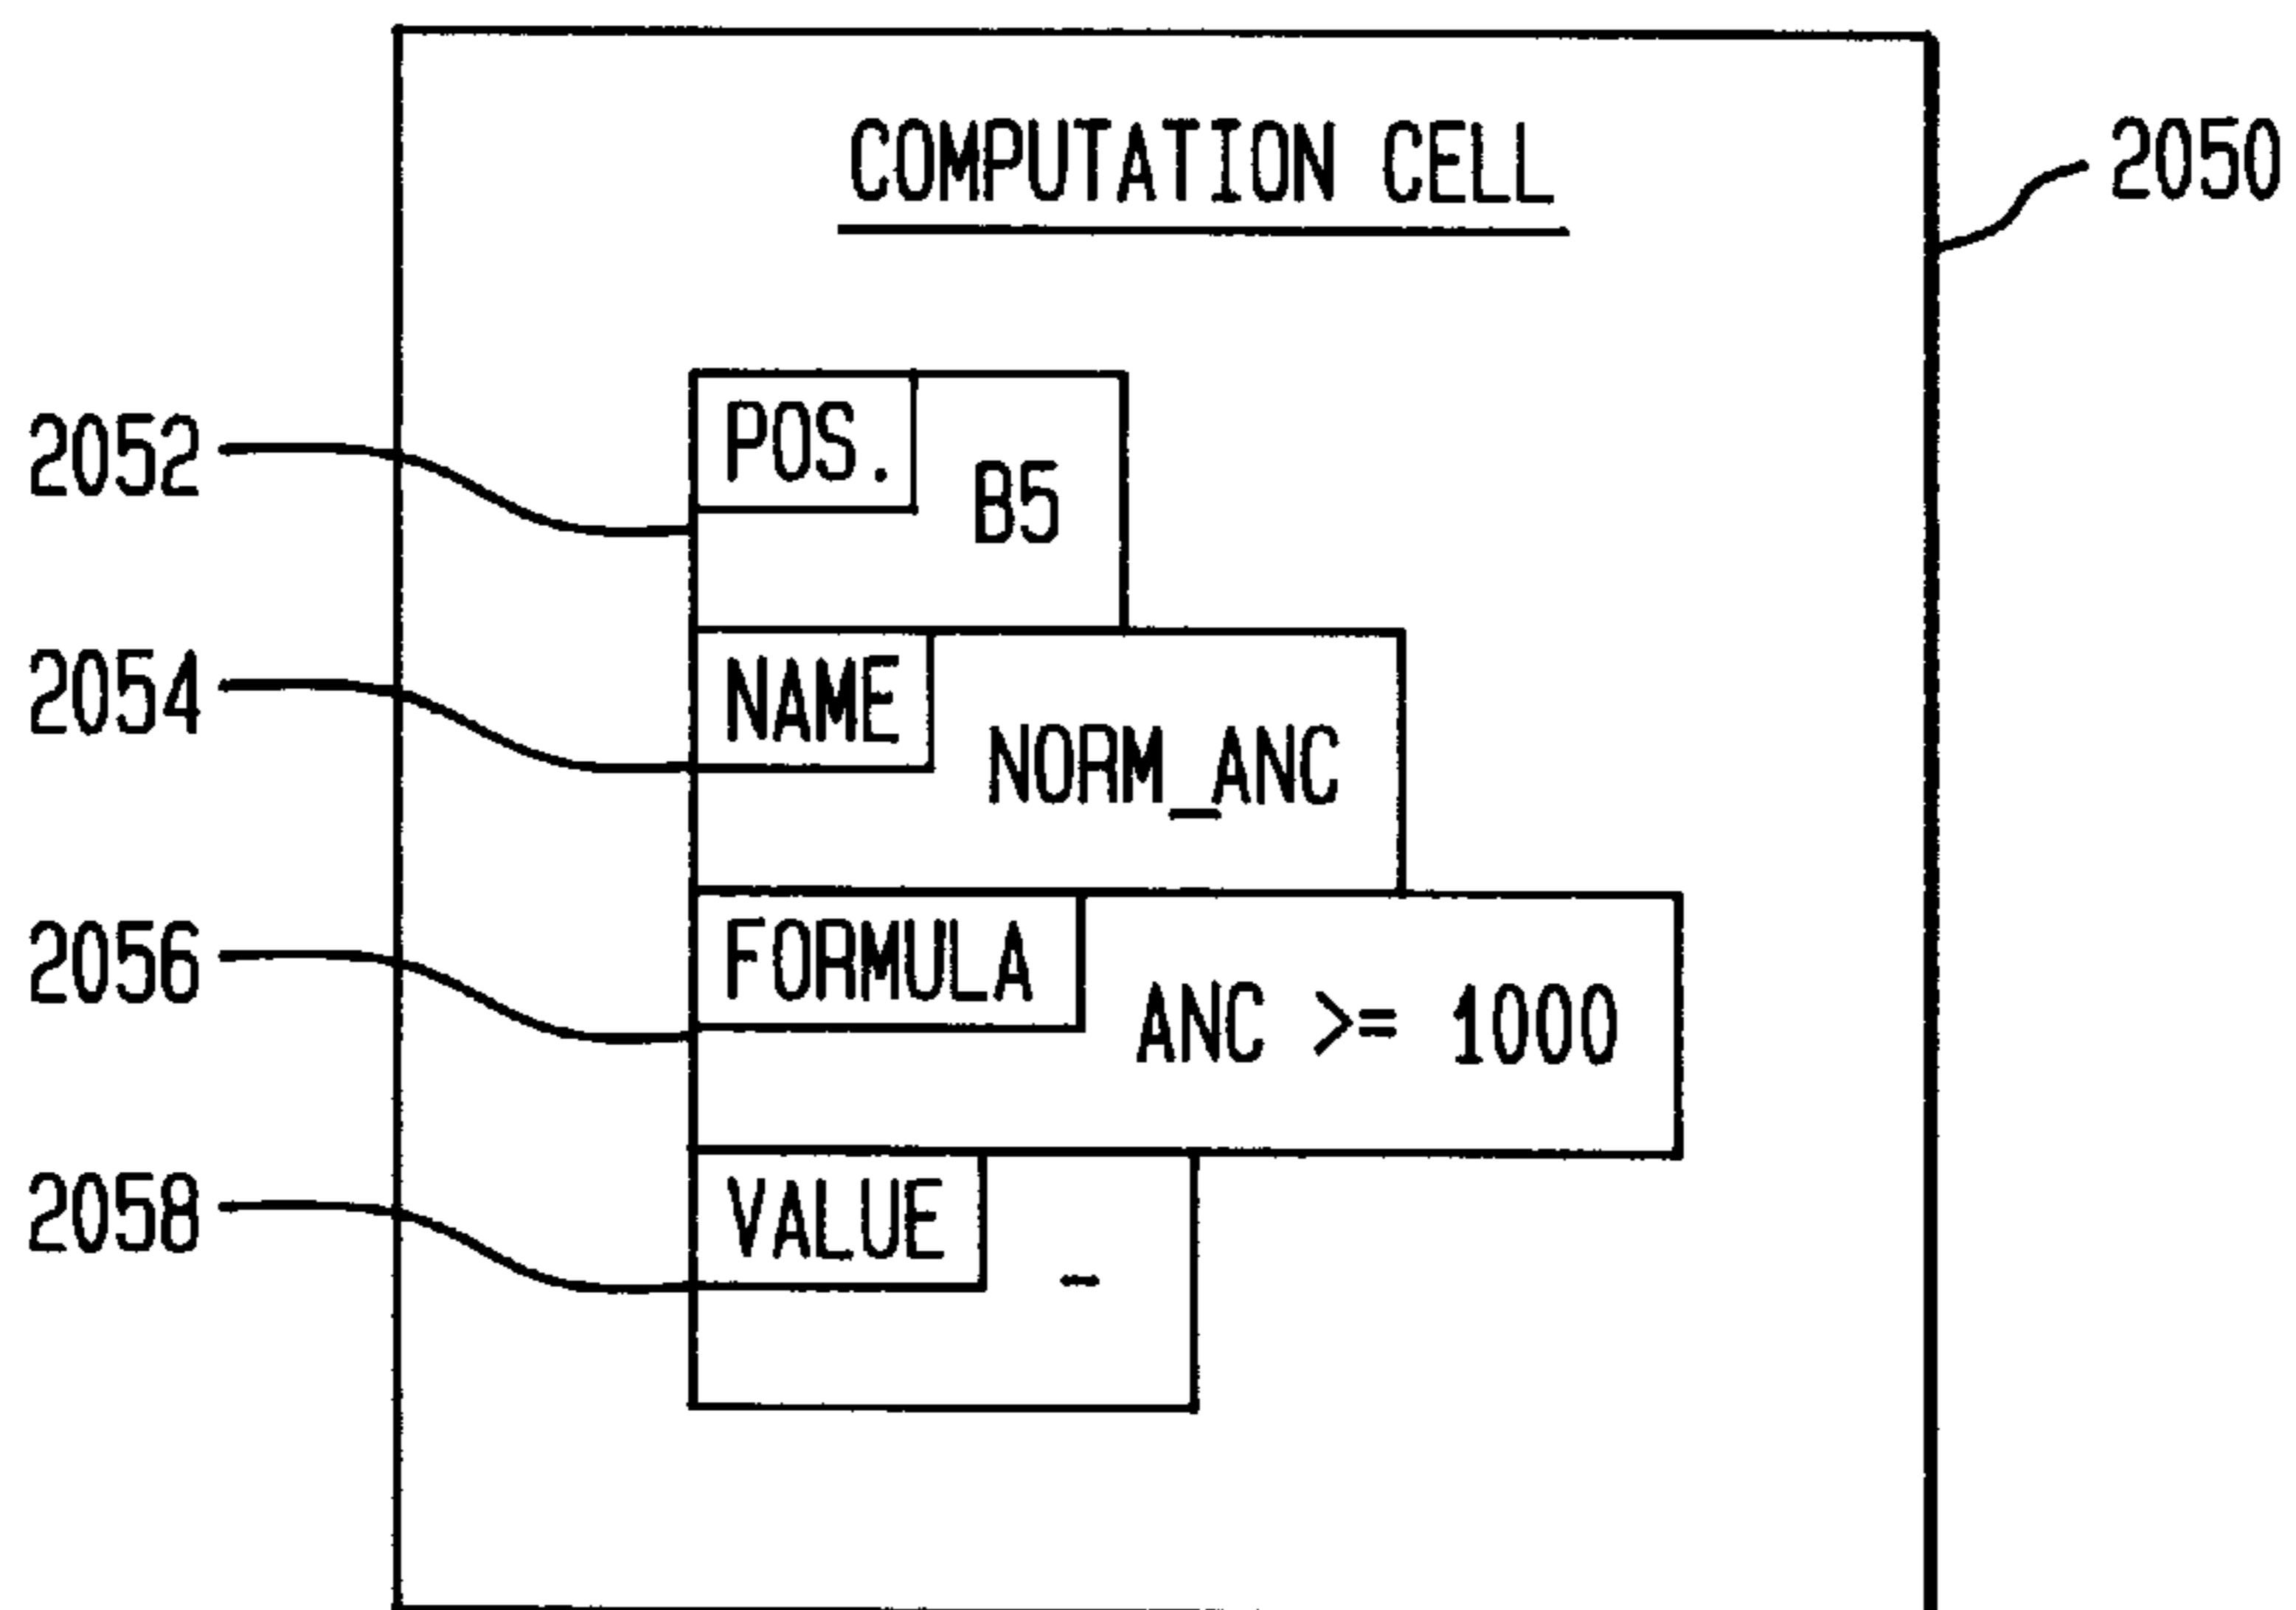 COMPUTATION CELL
2050
2052
POS.
B5
2054
NAME
NORM_ANC
2056
FORMULA
ANC >= 1000
2058
VALUE
-